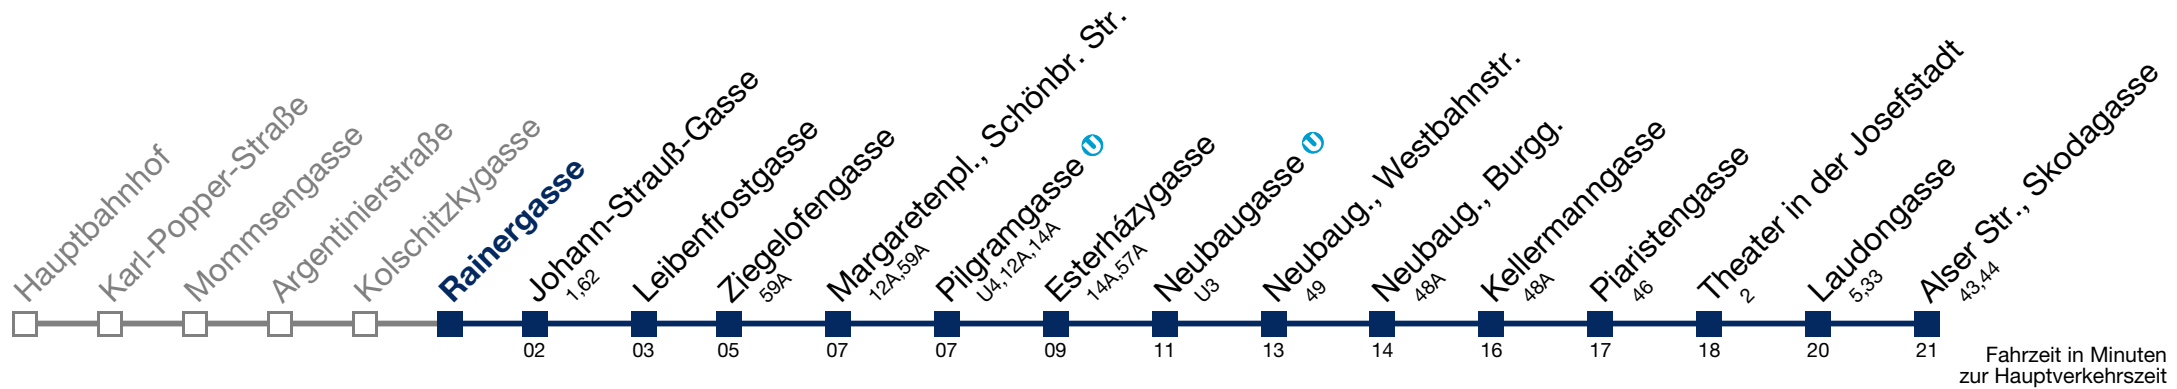 Hauptbahnhof
Karl-Popper-Straße
Mommsengasse
Argentinierstraße
Kolschitzkygasse
Rainergasse
Johann-Strauß-Gasse
1,62
Leibenfrostgasse
Ziegelofengasse
59A
Margaretenpl., Schönbr. Str.
12A,59A
Pilgramgasse U
U4,12A,14A
Esterházygasse
14A,57A
Neubaugasse U
U3
Neubaug., Westbahnstr.
49
Neubaug., Burgg.
48A
Kellermanngasse
48A
Piaristengasse
46
Theater in der Josefstadt
2
Laudongasse
5,33
Alser Str., Skodagasse
43,44
02 03 05 07 07 09 11 13 14 16 17 18 20 21
Fahrzeit in Minuten
zur Hauptverkehrszeit